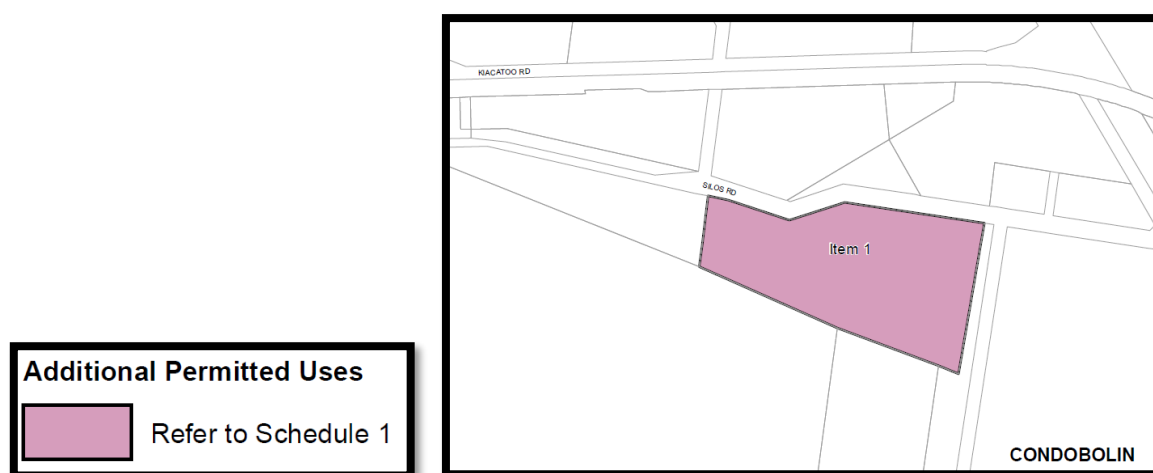 KIACATOO RD
SILOS RD
Item 1
CONDOBOLIN
Additional Permitted Uses
Refer to Schedule 1